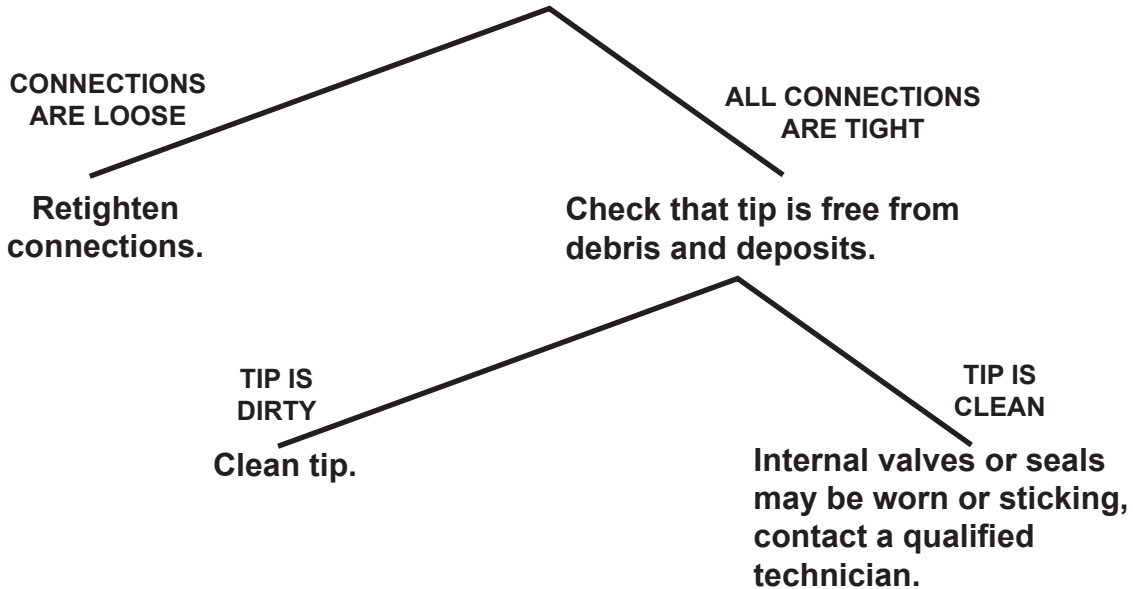 CONNECTIONS
ARE LOOSE
ALL CONNECTIONS
ARE TIGHT
Retighten
connections.
Check that tip is free from
debris and deposits.
TIP IS
DIRTY
TIP IS
CLEAN
Clean tip.
Internal valves or seals
may be worn or sticking,
contact a qualified
technician.